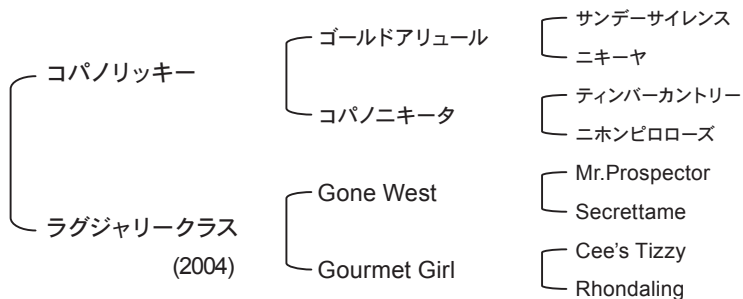 コパノリッキー
ゴールドアリュール
サンデーサイレンス
ニキーヤ
コパノニキータ
ティンバーカントリー
ニホンピロローズ
ラグジャリークラス
(2004)
Gone West
Mr.Prospector
Secrettame
Gourmet Girl
Cee's Tizzy
Rhondaling